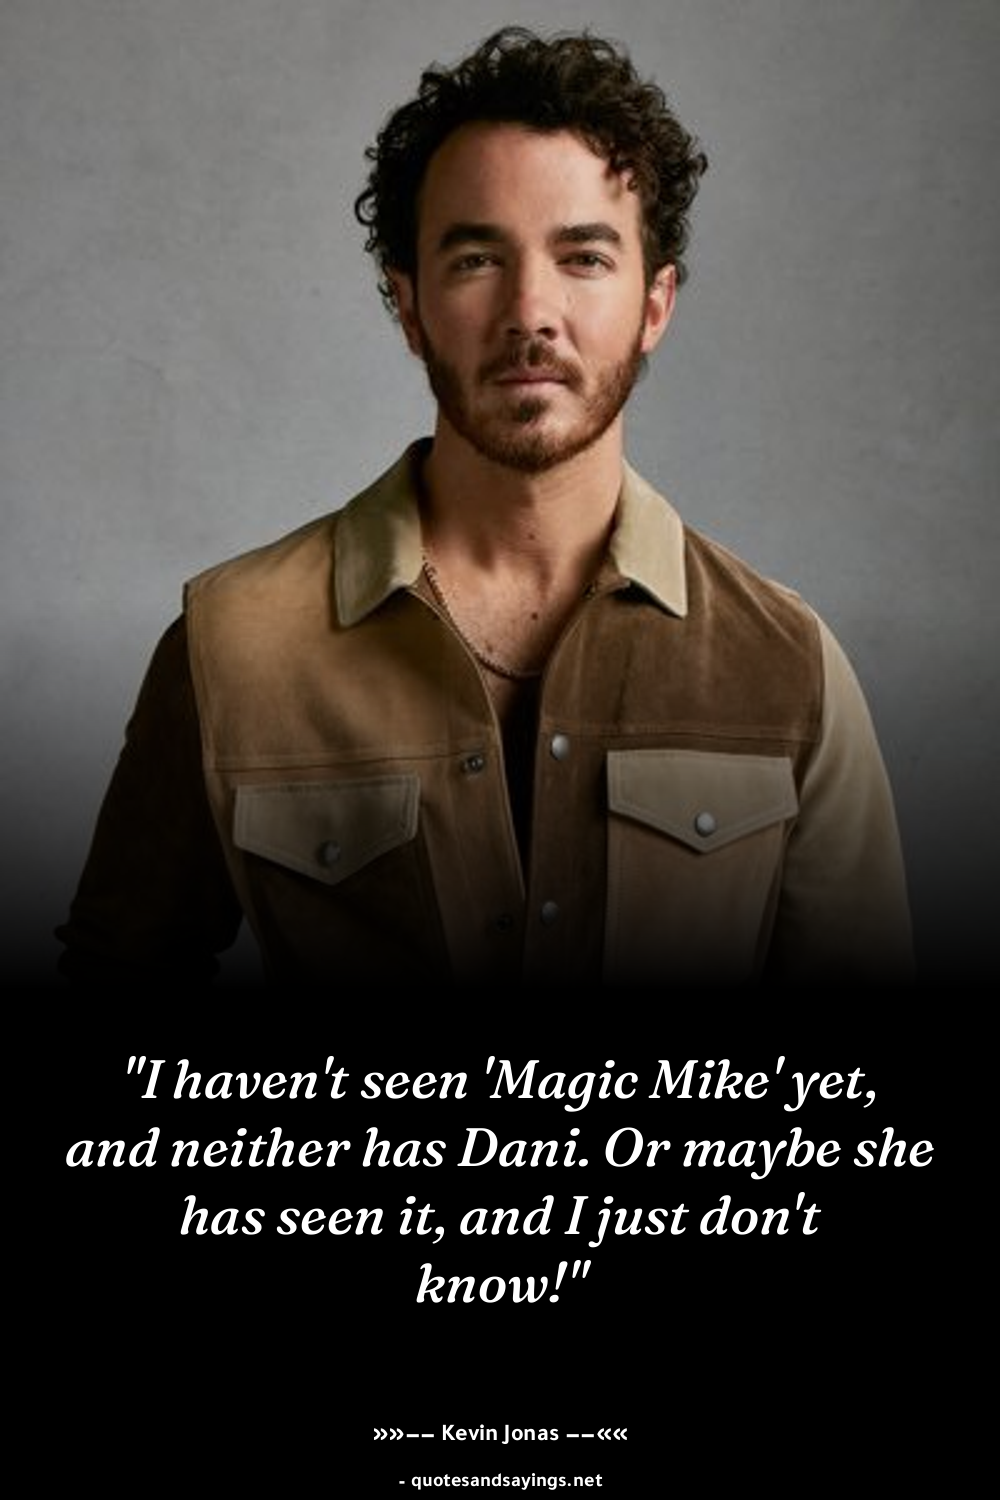 "I haven't seen 'Magic Mike' yet,
and neither has Dani. Or maybe she
has seen it, and I just don't
know!"
»»–– Kevin Jonas ––««
- quotesandsayings.net